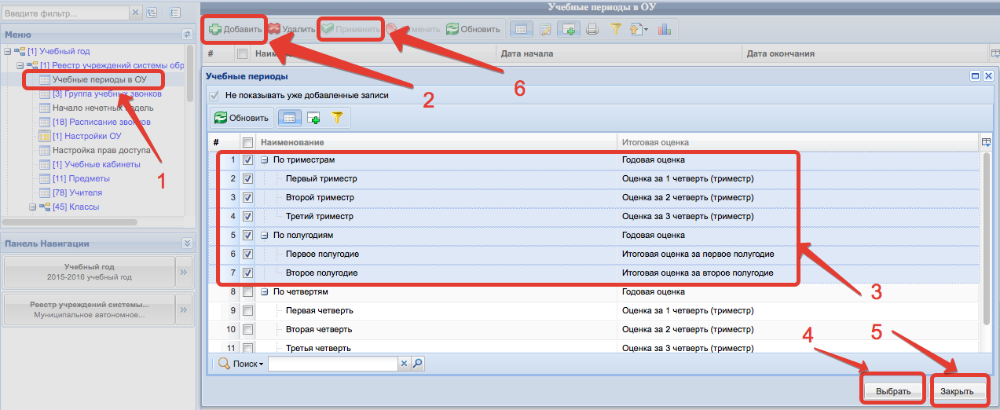 Учебные периоды в ОУ
Введите фильтр...
Меню
[1] Учебный год
[1] Реестр учреждений системы обр
Учебные периоды в ОУ
[3] Группа учебных звонков
Начало нечетных недель
[18] Расписание звонков
[1] Настройки ОУ
Настройка прав доступа
[1] Учебные кабинеты
[11] Предметы
[78] Учителя
[45] Классы
1
Панель Навигации
Учебный год
2015-2016 учебный год
Реестр учреждений системы...
Муниципальное автономное...
Добавить Удалить Применить Обновить
# Дата начала Дата окончания
2
6
Учебные периоды
Не показывать уже добавленные записи
Обновить
# Наименование Итоговая оценка
1 По триместрам Годовая оценка
2 Первый триместр Оценка за 1 четверть (триместр)
3 Второй триместр Оценка за 2 четверть (триместр)
4 Третий триместр Оценка за 3 четверть (триместр)
5 По полугодиям Годовая оценка
6 Первое полугодие Итоговая оценка за первое полугодие
7 Второе полугодие Итоговая оценка за второе полугодие
8 По четвертям Годовая оценка
9 Первая четверть Оценка за 1 четверть (триместр)
10 Вторая четверть Оценка за 2 четверть (триместр)
11 Третья четверть Оценка за 3 четверть (триместр)
3
4
5
Поиск
Выбрать Закрыть